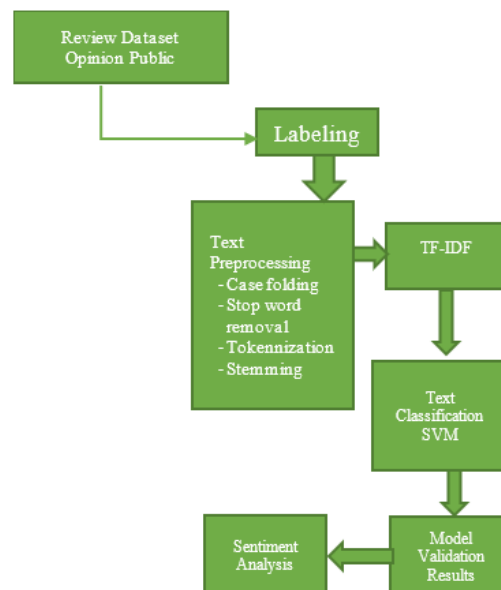 Review Dataset
Opinion Public
Labeling
Text
Preprocessing
- Case folding
- Stop word
removal
- Tokennization
- Stemming
TF-IDF
Text
Classification
SVM
Model
Validation
Results
Sentiment
Analysis